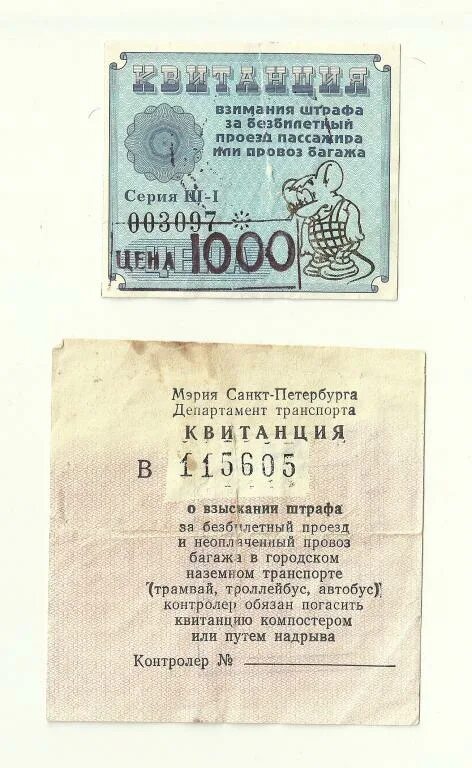 КВИТАНЦИЯ
взимания штрафа
за безбилетный
проезд пассажира
или провоз багажа
Серия Ш-I
003097 *
ЦЕНА 1000
Мэрия Санкт-Петербурга
Департамент транспорта
КВИТАНЦИЯ
В 115605
о взыскании штрафа
за безбилетный проезд
и неоплаченный провоз
багажа в городском
наземном транспорте
(трамвай, троллейбус, автобус)
контролер обязан погасить
квитанцию компостером
или путем надрыва
Контролер №